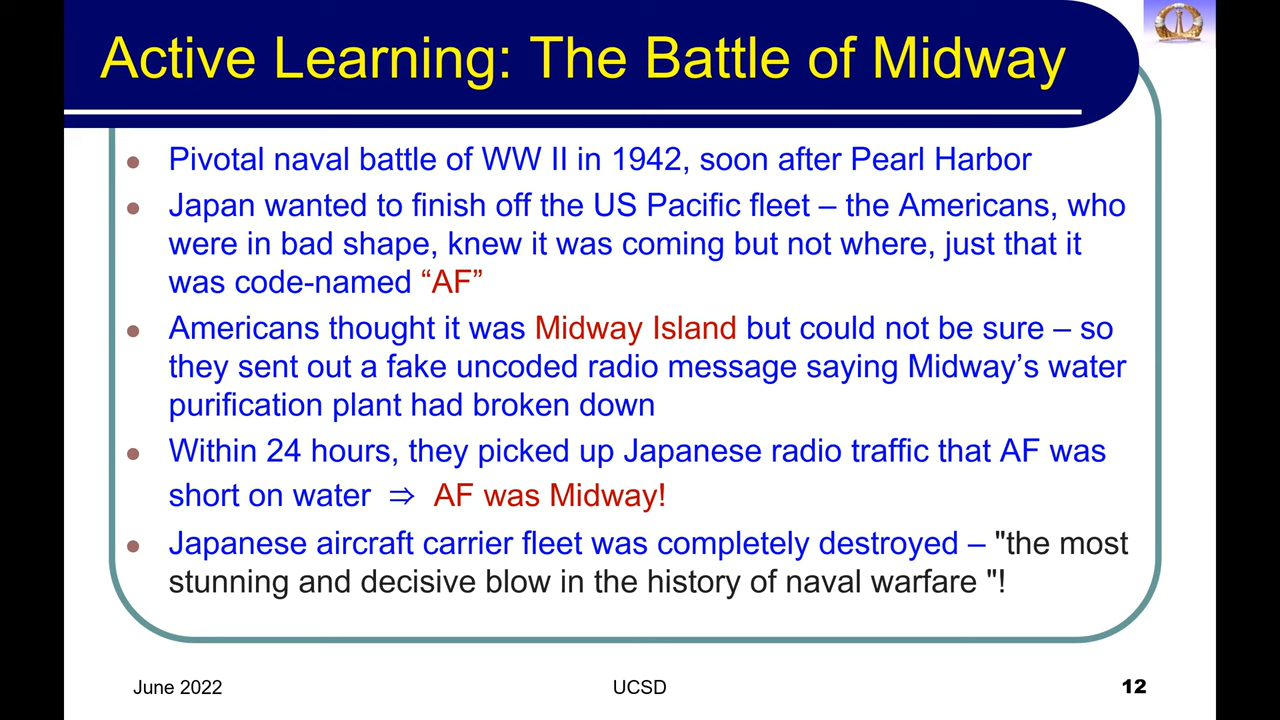 Active Learning: The Battle of Midway
Pivotal naval battle of WW II in 1942, soon after Pearl Harbor
Japan wanted to finish off the US Pacific fleet – the Americans, who
were in bad shape, knew it was coming but not where, just that it
was code-named “AF”
Americans thought it was Midway Island but could not be sure – so
they sent out a fake uncoded radio message saying Midway’s water
purification plant had broken down
Within 24 hours, they picked up Japanese radio traffic that AF was
short on water ⇒ AF was Midway!
Japanese aircraft carrier fleet was completely destroyed – "the most
stunning and decisive blow in the history of naval warfare "!
June 2022
UCSD
12